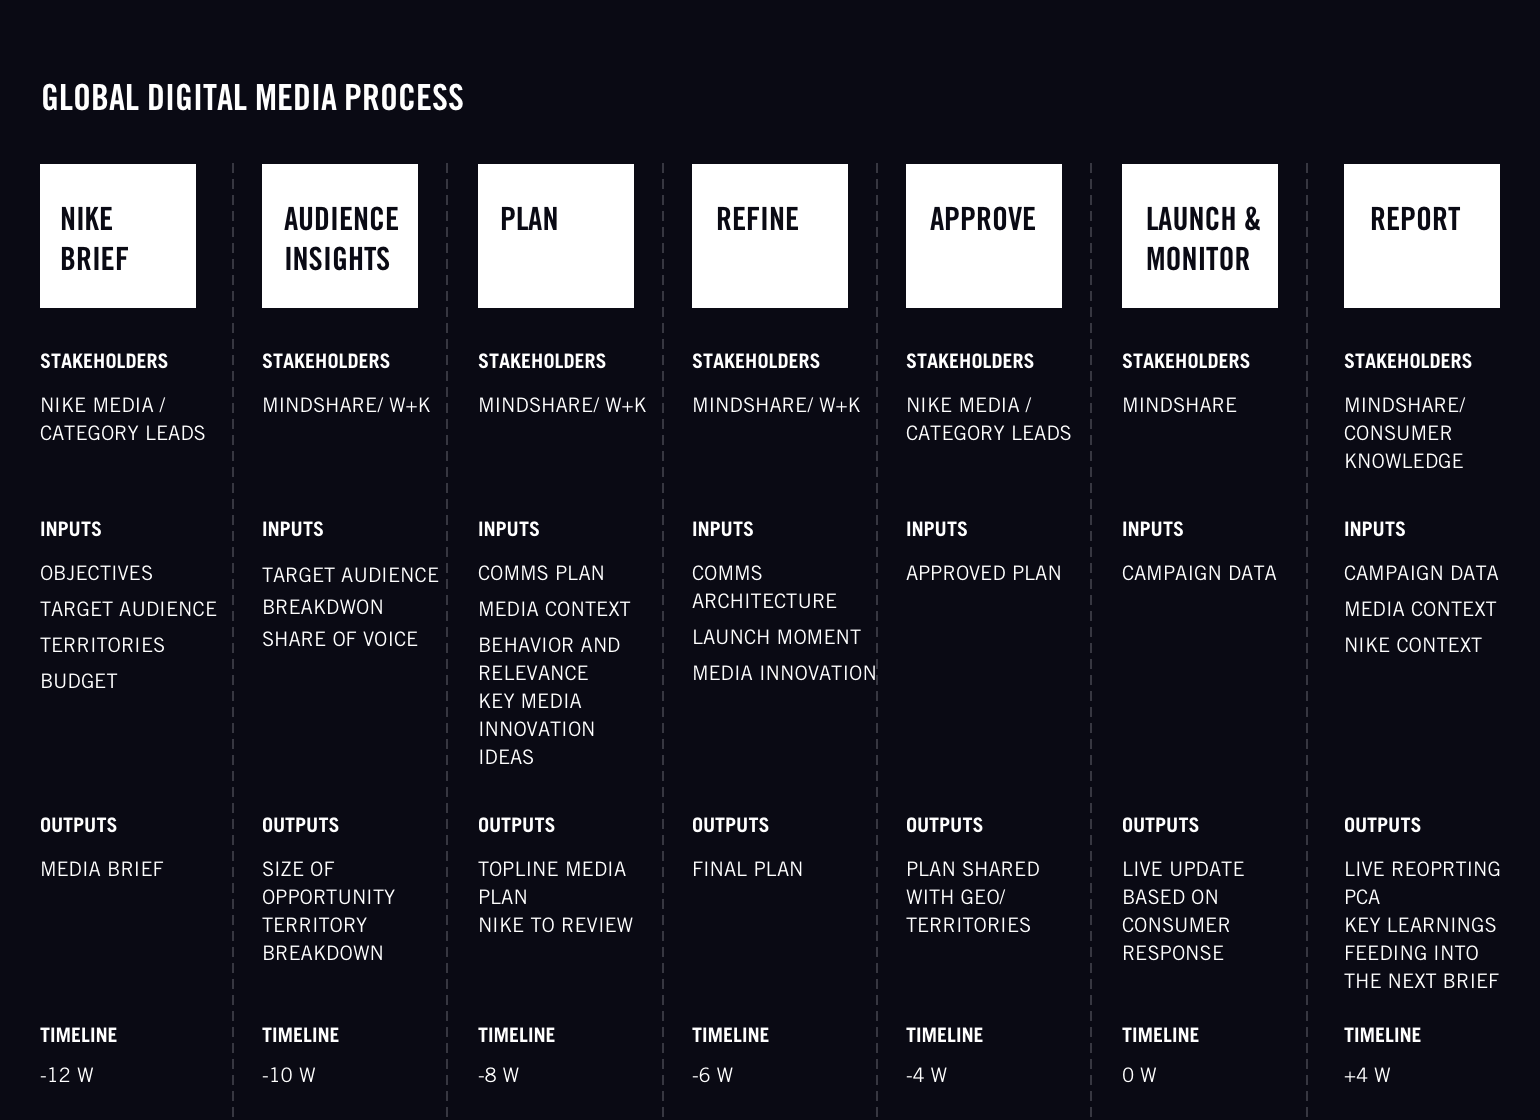 GLOBAL DIGITAL MEDIA PROCESS
NIKE
BRIEF
STAKEHOLDERS
NIKE MEDIA /
CATEGORY LEADS
INPUTS
OBJECTIVES
TARGET AUDIENCE
TERRITORIES
BUDGET
OUTPUTS
MEDIA BRIEF
TIMELINE
-12 W
AUDIENCE
INSIGHTS
STAKEHOLDERS
MINDSHARE/ W+K
INPUTS
TARGET AUDIENCE
BREAKDWON
SHARE OF VOICE
OUTPUTS
SIZE OF
OPPORTUNITY
TERRITORY
BREAKDOWN
TIMELINE
-10 W
PLAN
STAKEHOLDERS
MINDSHARE/ W+K
INPUTS
COMMS PLAN
MEDIA CONTEXT
BEHAVIOR AND
RELEVANCE
KEY MEDIA
INNOVATION
IDEAS
OUTPUTS
TOPLINE MEDIA
PLAN
NIKE TO REVIEW
TIMELINE
-8 W
REFINE
STAKEHOLDERS
MINDSHARE/ W+K
INPUTS
COMMS
ARCHITECTURE
LAUNCH MOMENT
MEDIA INNOVATION
OUTPUTS
FINAL PLAN
TIMELINE
-6 W
APPROVE
STAKEHOLDERS
NIKE MEDIA /
CATEGORY LEADS
INPUTS
APPROVED PLAN
OUTPUTS
PLAN SHARED
WITH GEO/
TERRITORIES
TIMELINE
-4 W
LAUNCH &
MONITOR
STAKEHOLDERS
MINDSHARE
INPUTS
CAMPAIGN DATA
OUTPUTS
LIVE UPDATE
BASED ON
CONSUMER
RESPONSE
TIMELINE
0 W
REPORT
STAKEHOLDERS
MINDSHARE/
CONSUMER
KNOWLEDGE
INPUTS
CAMPAIGN DATA
MEDIA CONTEXT
NIKE CONTEXT
OUTPUTS
LIVE REOPRTING
PCA
KEY LEARNINGS
FEEDING INTO
THE NEXT BRIEF
TIMELINE
+4 W